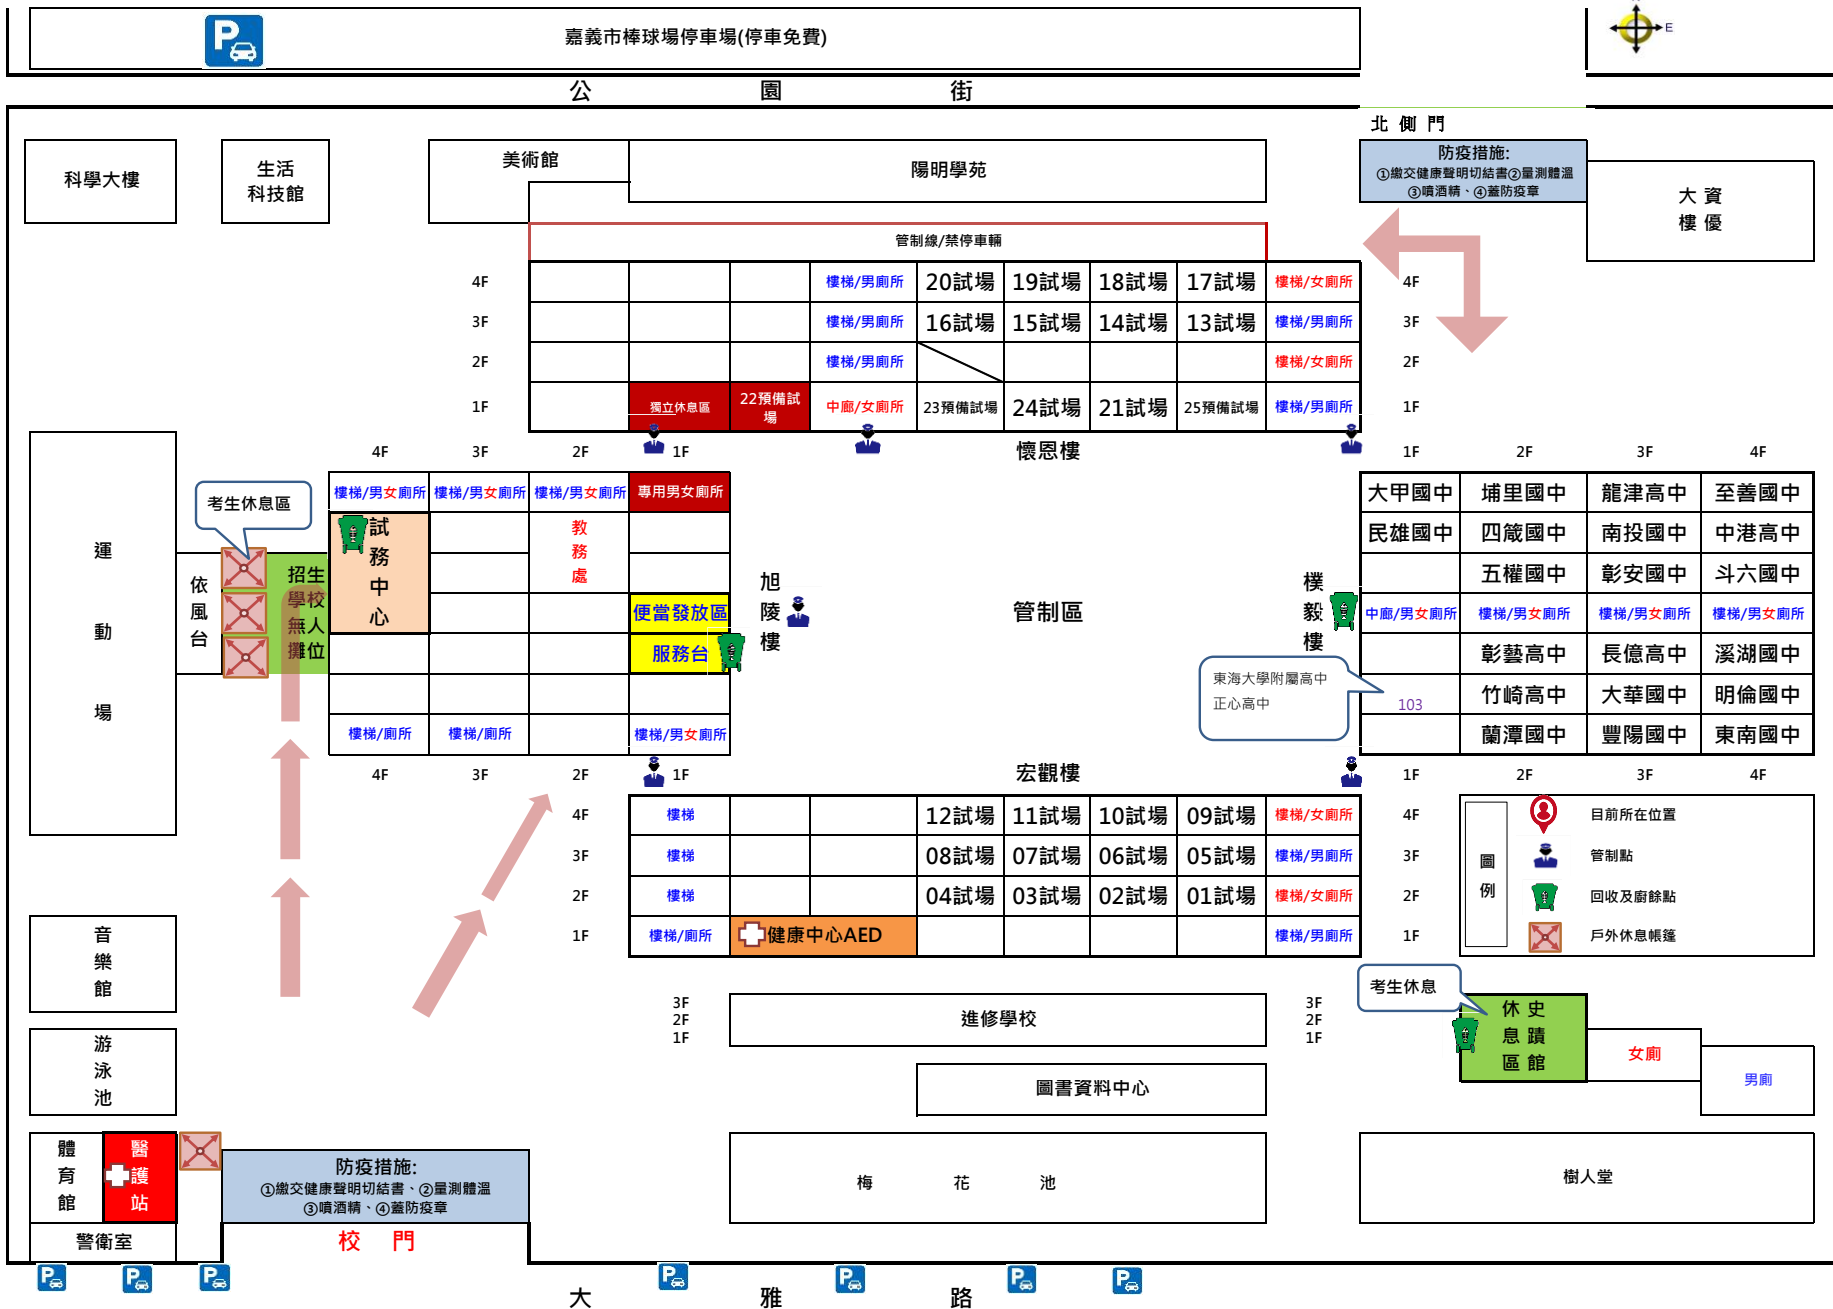 嘉義市棒球場停車場(停車免費)
E
公園街
北側門
科學大樓
生活
科技館
美術館
陽明學苑
防疫措施:
①繳交健康聲明切結書②量測體溫
③噴酒精、④蓋防疫章
大資
樓優
管制線/禁停車輛
4F 樓梯/男廁所 20試場 19試場 18試場 17試場 樓梯/女廁所 4F
3F 樓梯/男廁所 16試場 15試場 14試場 13試場 樓梯/男廁所 3F
2F 樓梯/男廁所 樓梯/女廁所 2F
1F 獨立休息區 22預備試場 中廊/女廁所 23預備試場 24試場 21試場 25預備試場 樓梯/男廁所 1F
懷恩樓
4F 3F 2F 1F
樓梯/男女廁所 樓梯/男女廁所 樓梯/男女廁所 專用男女廁所
考生休息區
運動場
依風台
招生
學校
無人
攤位
試務中心
教務處
便當發放區
服務台
旭陵樓
樓梯/廁所 樓梯/廁所 樓梯/男女廁所
4F 3F 2F 1F
管制區
樸毅樓
1F 2F 3F 4F
大甲國中 埔里國中 龍津高中 至善國中
民雄國中 四箴國中 南投國中 中港高中
五權國中 彰安國中 斗六國中
中廊/男女廁所 樓梯/男女廁所 樓梯/男女廁所 樓梯/男女廁所
彰藝高中 長億高中 溪湖國中
103 竹崎高中 大華國中 明倫國中
蘭潭國中 豐陽國中 東南國中
1F 2F 3F 4F
東海大學附屬高中
正心高中
宏觀樓
4F 樓梯 12試場 11試場 10試場 09試場 樓梯/女廁所 4F
3F 樓梯 08試場 07試場 06試場 05試場 樓梯/男廁所 3F
2F 樓梯 04試場 03試場 02試場 01試場 樓梯/女廁所 2F
1F 樓梯/廁所 健康中心AED 樓梯/男廁所 1F
圖例
目前所在位置
管制點
回收及廚餘點
戶外休息帳篷
音樂館
游泳池
體育館
醫護站
警衛室
3F 3F
2F 進修學校 2F
1F 1F
圖書資料中心
考生休息
休史
息蹟
區館
女廁
男廁
防疫措施:
①繳交健康聲明切結書、②量測體溫
③噴酒精、④蓋防疫章
校門
梅花池
樹人堂
大雅路